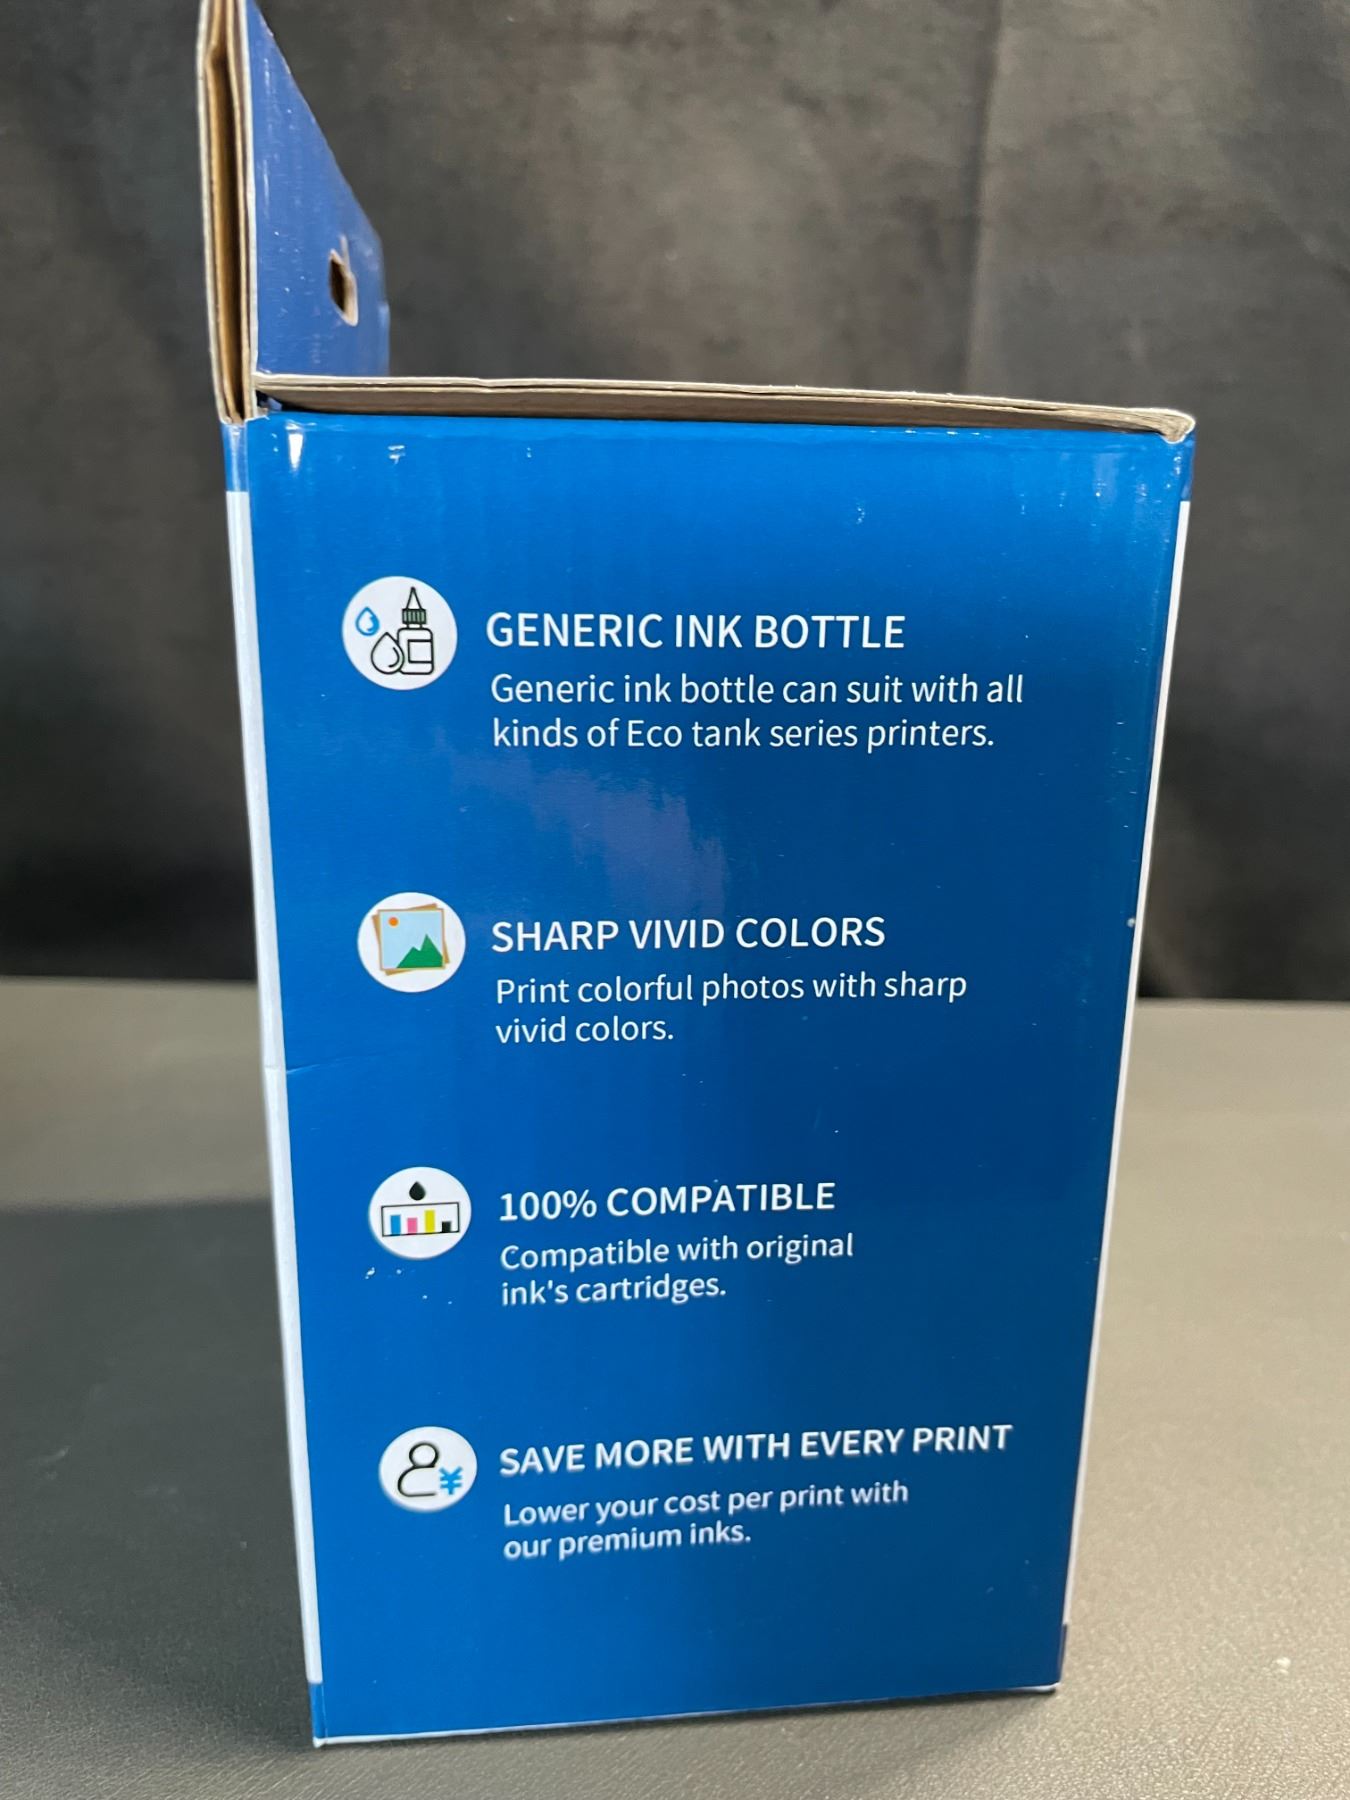 GENERIC INK BOTTLE
Generic ink bottle can suit with all
kinds of Eco tank series printers.
SHARP VIVID COLORS
Print colorful photos with sharp
vivid colors.
100% COMPATIBLE
Compatible with original
ink's cartridges.
SAVE MORE WITH EVERY PRINT
¥
Lower your cost per print with
our premium inks.